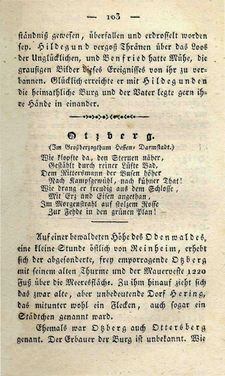 — 103 —
ständniß gewesen, überfallen und erdrosselt worden
sey. Hildegund vergoß Thränen über das Loos
der Unglücklichen, und Benfried hatte Mühe, die
grausigen Bilder dieses Ereignisses von ihr zu ver-
bannen. Glücklich erreichte er mit Hildegunden
die heimathliche Burg und der Vater legte gern ih-
re Hände in einander.
Otzberg.
(Im Großherzogthum Hessen-Darmstadt.)
Wie klopfte da, den Sternen näher,
Gestählt durch reiner Lüfte Bad,
Dem Rittersmann der Busen höher
Nach Kampfgewühl, nach kühner That!
Wie drang er freudig aus dem Schlosse,
Mit Erz und Eisen angethan,
Im Morgenstrahl auf stolzem Rosse
Zur Fehde in den grünen Plan!
Auf einer bewaldeten Höhe des Odenwaldes,
eine kleine Stunde östlich von Reinheim, erhebt
sich der abgesonderte, frey emporragende Otzberg mit
seinem alten Thurme und der Mauerveste 1220
Fuß über die Meeresfläche. Zu ihm hinauf zieht sich
das zwar alte, aber unbedeutende Dorf Hering,
das mitunter wohl ein Flecken, auch sogar ein
Städtchen genannt ward.
Ehemals war Otzberg auch Ottersberg
genant. Der Erbauer der Burg ist unbekannt. Wie